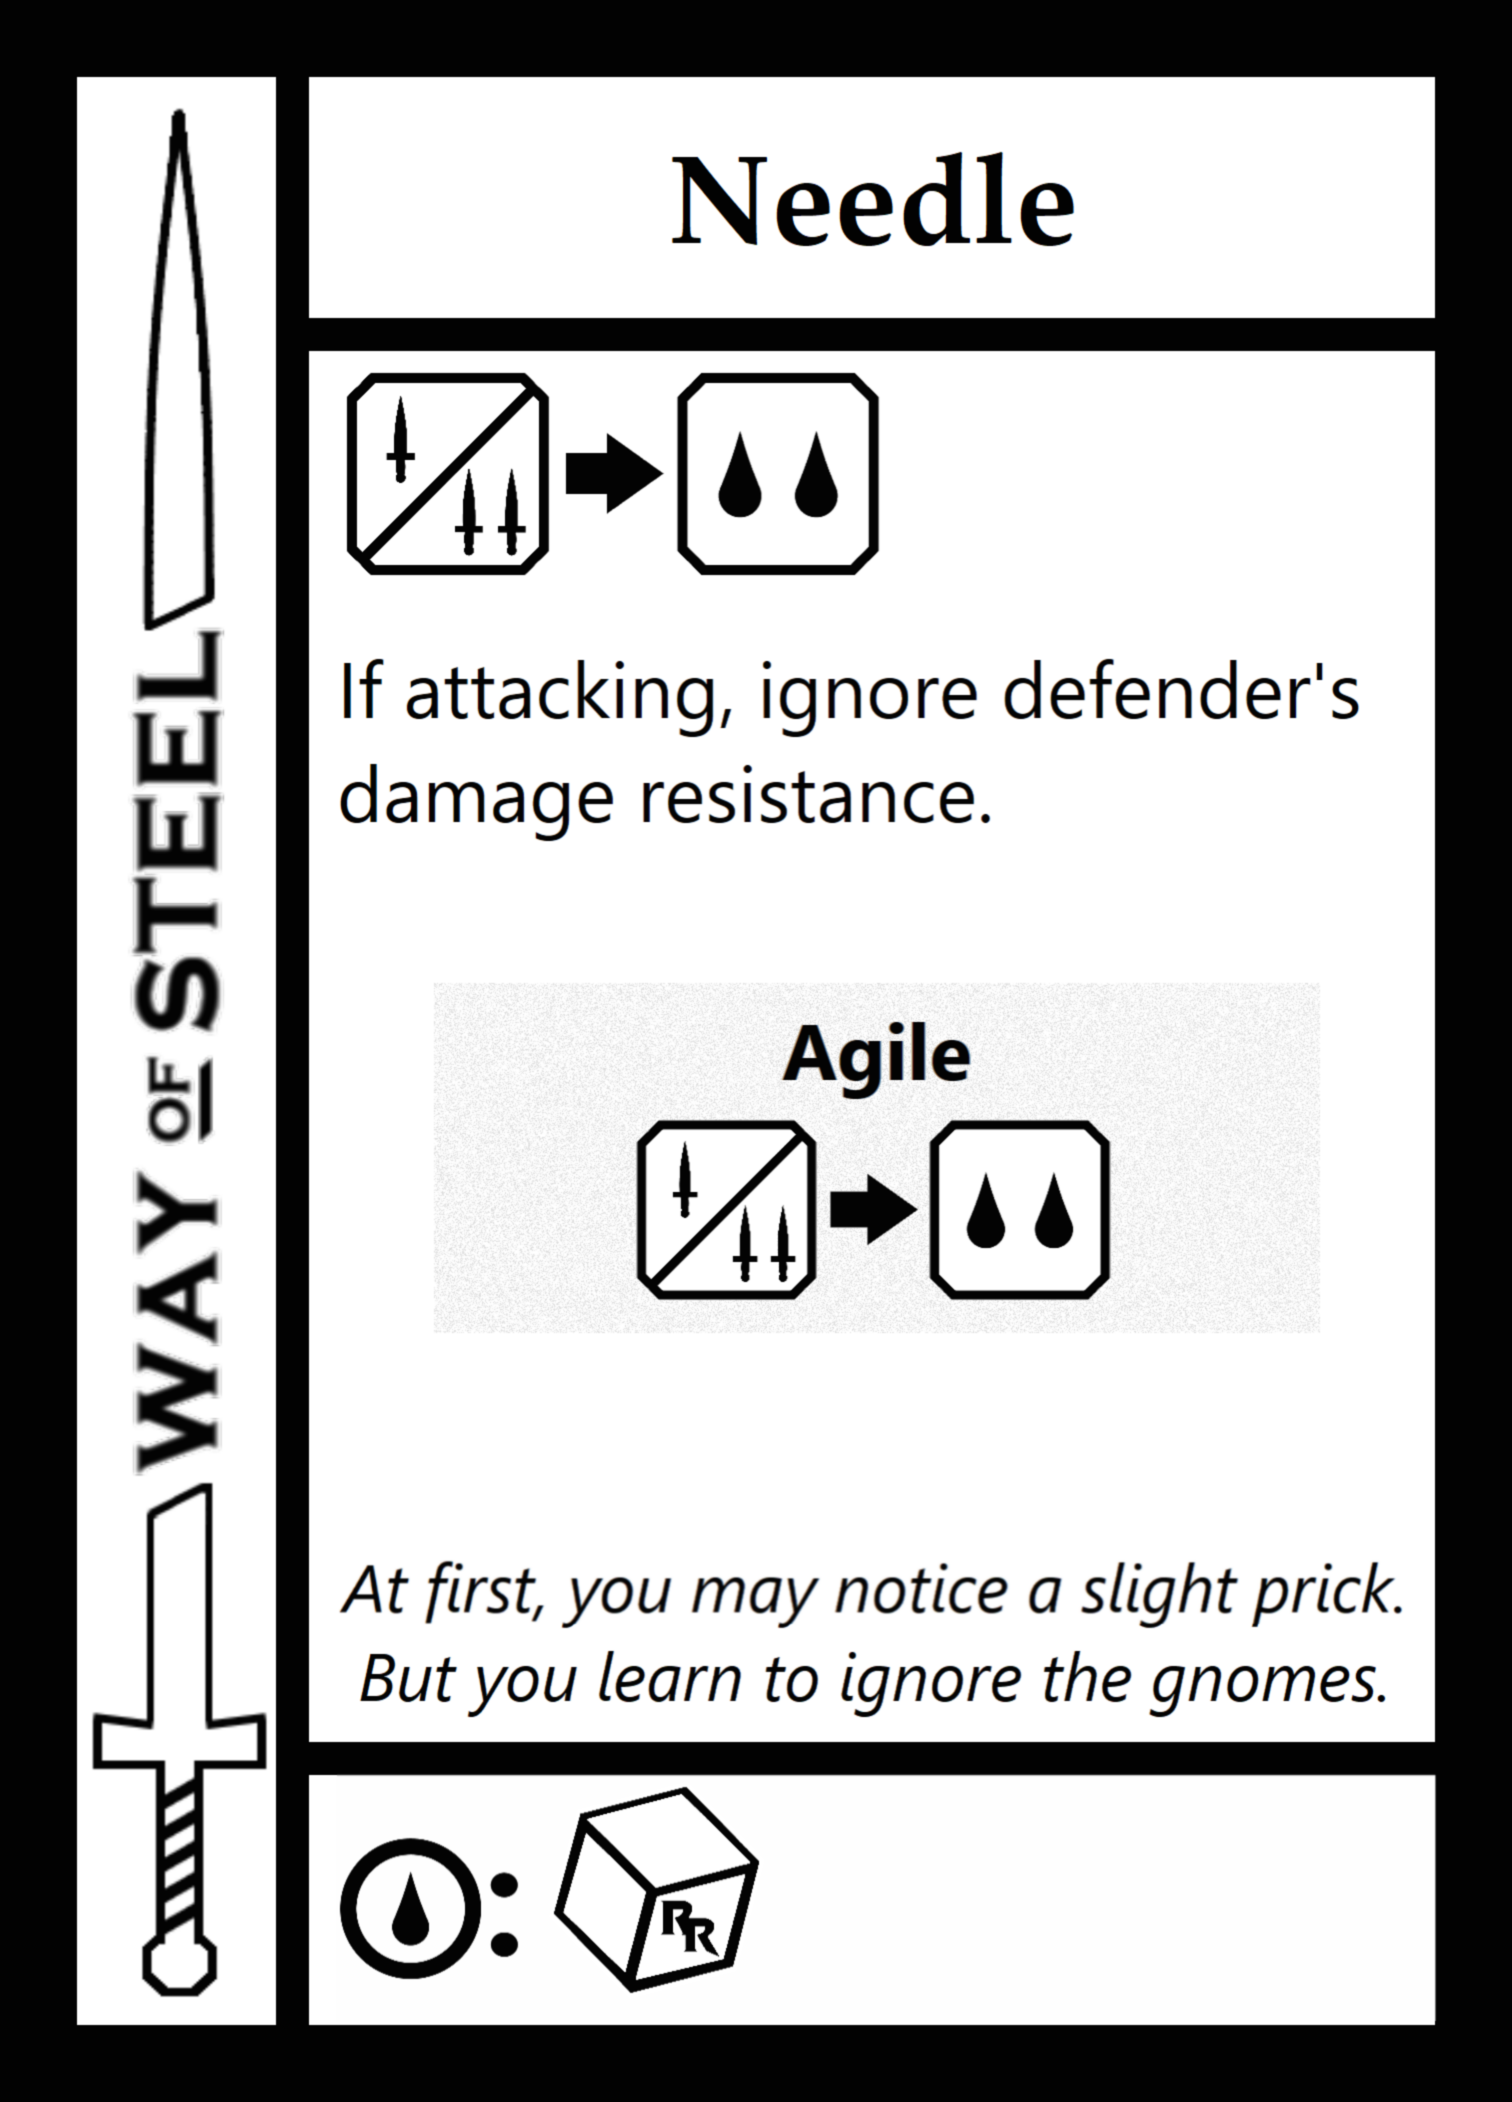 WAY OF STEEL
Needle
If attacking, ignore defender's
damage resistance.
Agile
At first, you may notice a slight prick.
But you learn to ignore the gnomes.
:
RR